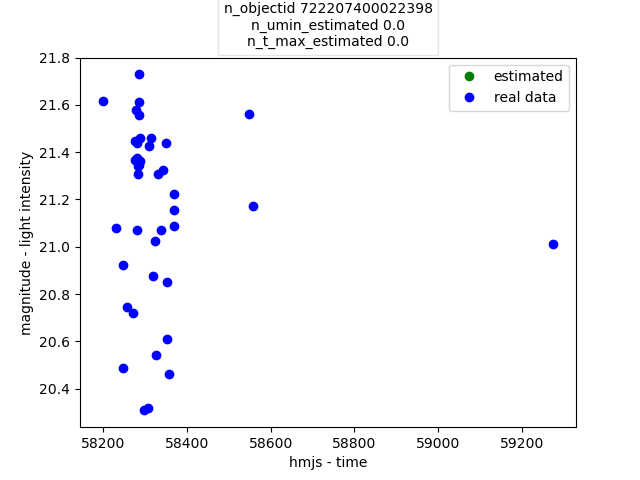 n_objectid 722207400022398
n_umin_estimated 0.0
n_t_max_estimated 0.0
21.8
21.6
21.4
21.2
21.0
20.8
20.6
20.4
magnitude - light intensity
estimated
real data
58200 58400 58600 58800 59000 59200
hmjs - time